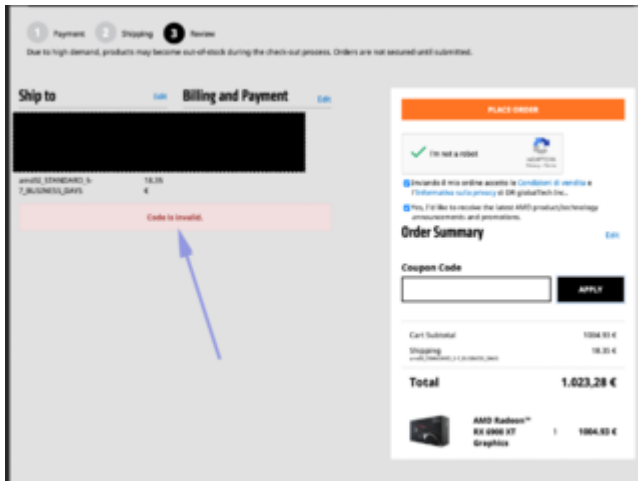 1 Payment 2 Shipping 3 Review
Due to high demand, products may become out-of-stock during the check-out process. Orders are not secured until submitted.
Ship to Edit
Billing and Payment Edit
amd02_STANDARD_5- 18.35
7_BUSINESS_DAYS €
Code is invalid.
PLACE ORDER
I'm not a robot
reCAPTCHA
Privacy - Terms
Inviando il mio ordine accetto le Condizioni di vendita e
l'Informativa sulla privacy di DR globalTech Inc..
Yes, I'd like to receive the latest AMD product/technology
announcements and promotions.
Order Summary Edit
Coupon Code
APPLY
Cart Subtotal 1004.93 €
Shipping 18.35 €
Total 1.023,28 €
AMD Radeon™
RX 6900 XT 1 1004.93 €
Graphics